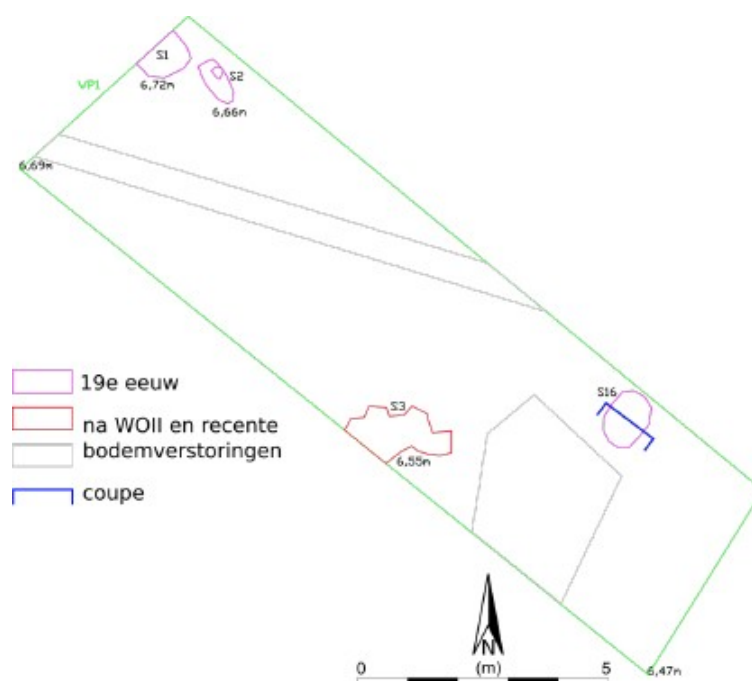 S1
S2
VP1
6,72m
6,66m
6,69m
19e eeuw
S16
S3
na WOII en recente
bodemverstoringen
6,55m
coupe
N
0 (m) 5
6,47m